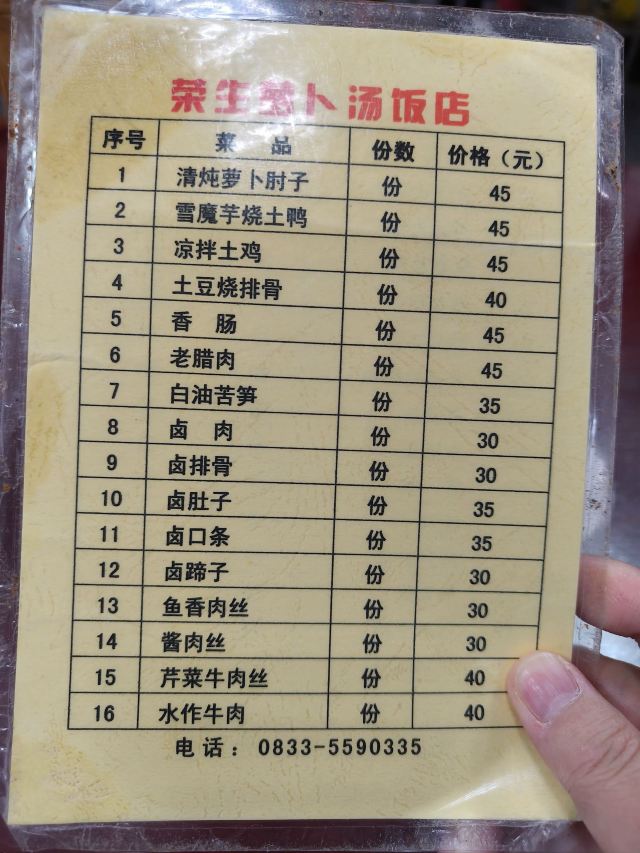 荣生萝卜汤饭店
序号 菜 品 份数 价格（元）
1 清炖萝卜肘子 份 45
2 雪魔芋烧土鸭 份 45
3 凉拌土鸡 份 45
4 土豆烧排骨 份 40
5 香 肠 份 45
6 老腊肉 份 45
7 白油苦笋 份 35
8 卤 肉 份 30
9 卤排骨 份 30
10 卤肚子 份 35
11 卤口条 份 35
12 卤蹄子 份 30
13 鱼香肉丝 份 30
14 酱肉丝 份 30
15 芹菜牛肉丝 份 40
16 水作牛肉 份 40
电话：0833-5590335